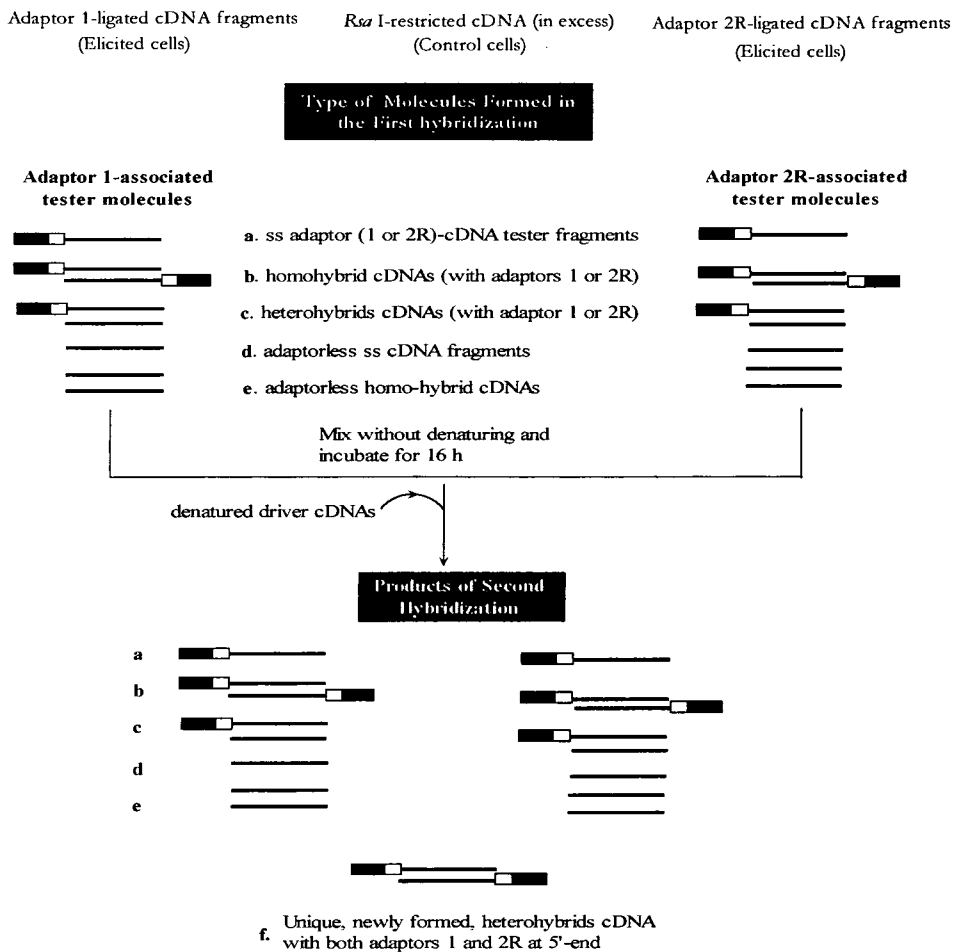 Adaptor 1-ligated cDNA fragments
(Elicited cells)
Rsa I-restricted cDNA (in excess)
(Control cells)
Adaptor 2R-ligated cDNA fragments
(Elicited cells)
Type of Molecules Formed in
the First hybridization
Adaptor 1-associated
tester molecules
Adaptor 2R-associated
tester molecules
a. ss adaptor (1 or 2R)-cDNA tester fragments
b. homohybrid cDNAs (with adaptors 1 or 2R)
c. heterohybrids cDNAs (with adaptor 1 or 2R)
d. adaptorless ss cDNA fragments
e. adaptorless homo-hybrid cDNAs
Mix without denaturing and
incubate for 16 h
denatured driver cDNAs
Products of Second
Hybridization
a
b
c
d
e
f. Unique, newly formed, heterohybrids cDNA
with both adaptors 1 and 2R at 5'-end